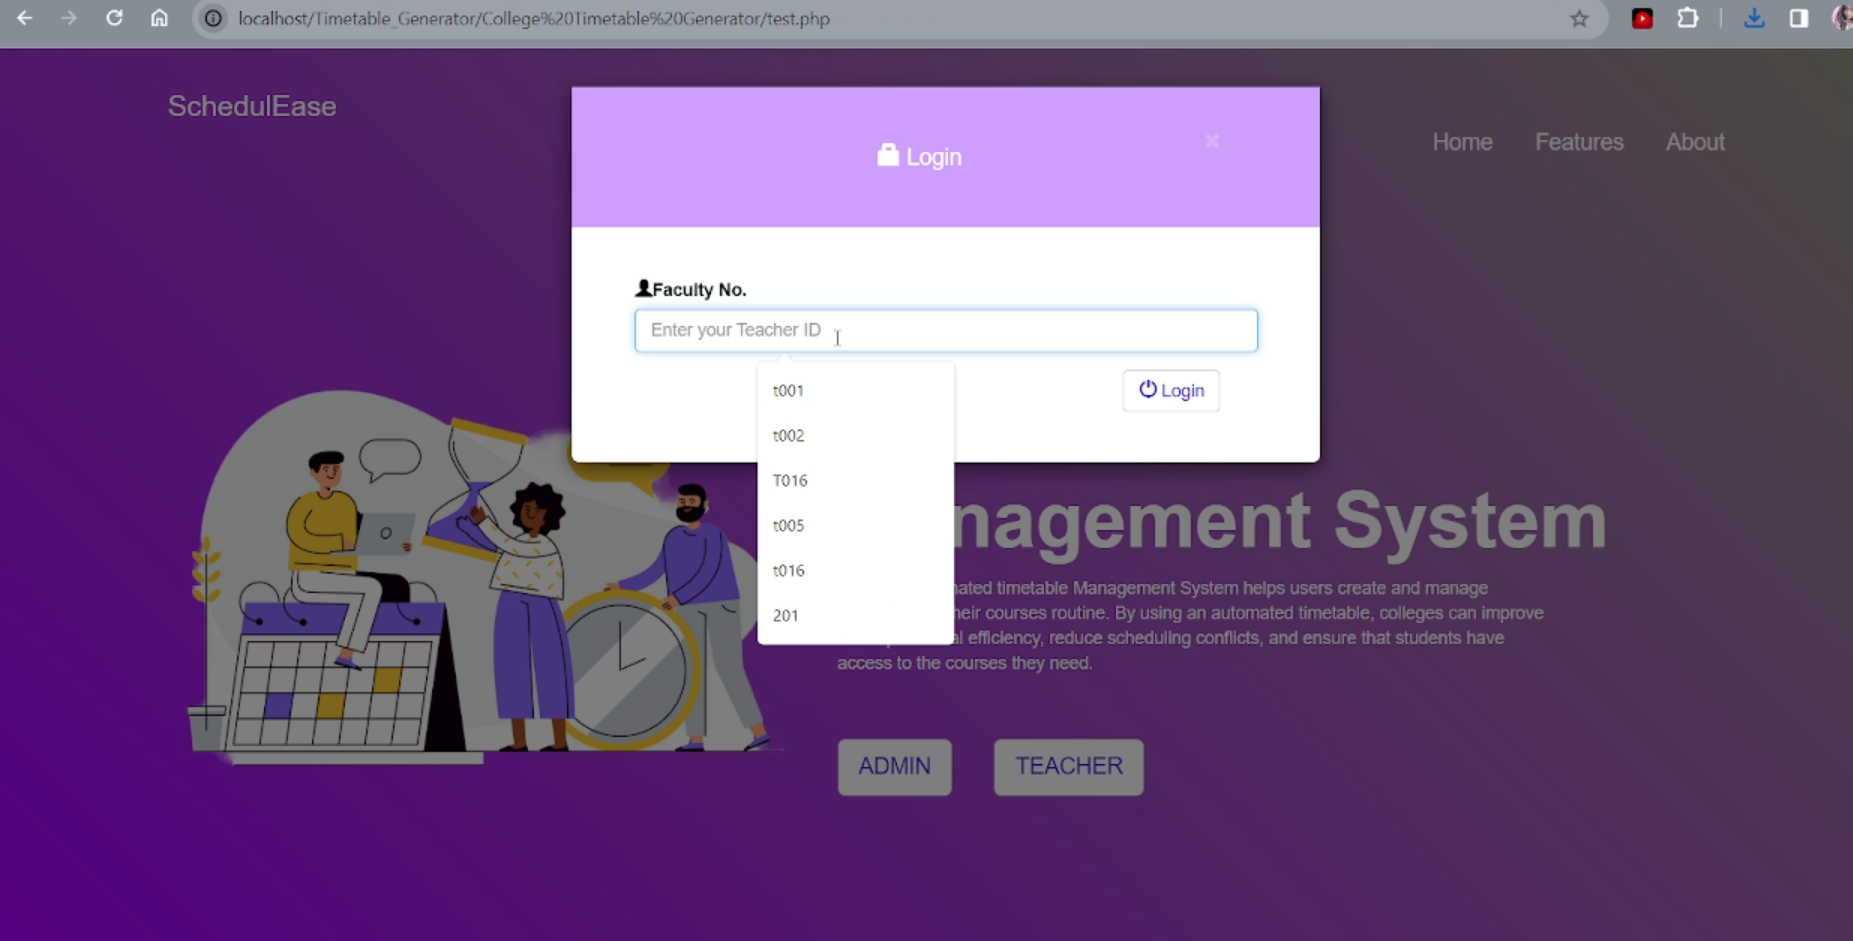 localhost/Timetable_Generator/College%20Timetable%20Generator/test.php
SchedulEase
Home Features About
Login
Faculty No.
Enter your Teacher ID
t001
t002
T016
t005
t016
201
Login
nagement System
timetable Management System helps users create and manage
courses routine. By using an automated timetable, colleges can improve
efficiency, reduce scheduling conflicts, and ensure that students have
access to the courses they need.
ADMIN
TEACHER